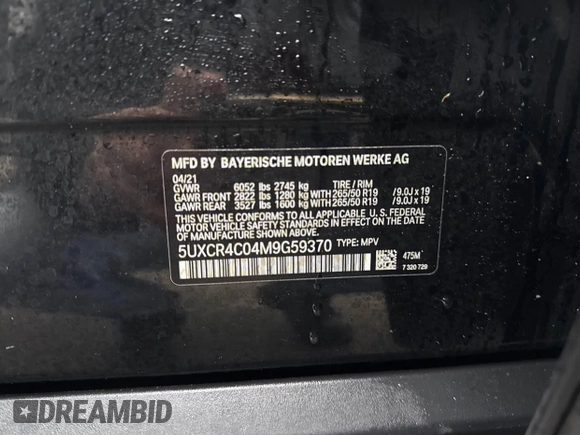 MFD BY BAYERISCHE MOTOREN WERKE AG
04/21
GVWR 6052 lbs 2745 kg TIRE / RIM
GAWR FRONT 2822 lbs 1280 kg WITH 265/50 R19 /9.0J x 19
GAWR REAR 3527 lbs 1600 kg WITH 265/50 R19 /9.0J x 19
THIS VEHICLE CONFORMS TO ALL APPLICABLE U. S. FEDERAL
MOTOR VEHICLE SAFETY STANDARDS IN EFFECT ON THE
DATE OF MANUFACTURE SHOWN ABOVE.
5UXCR4C04M9G59370 TYPE: MPV
475M
7 320 729
DREAMBID